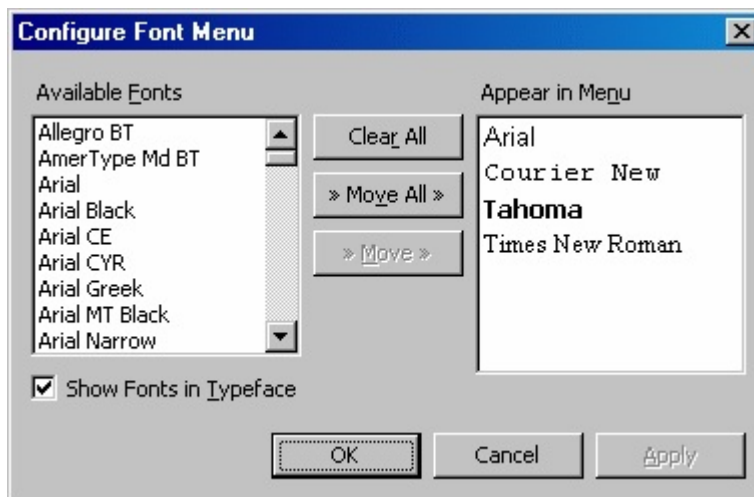 Configure Font Menu
Available Fonts
Allegro BT
AmerType Md BT
Arial
Arial Black
Arial CE
Arial CYR
Arial Greek
Arial MT Black
Arial Narrow
Show Fonts in Typeface
Clear All
» Move All »
» Move »
Appear in Menu
Arial
Courier New
Tahoma
Times New Roman
OK
Cancel
Apply